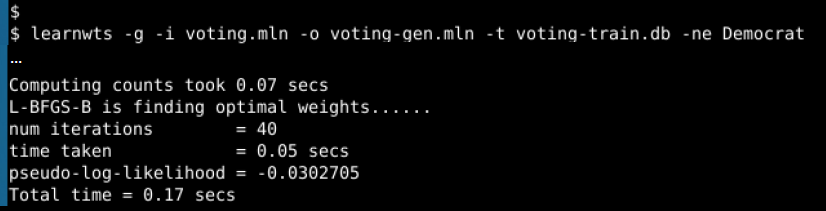 $
$ learnwts -g -i voting.mln -o voting-gen.mln -t voting-train.db -ne Democrat
…
Computing counts took 0.07 secs
L-BFGS-B is finding optimal weights......
num iterations        = 40
time taken            = 0.05 secs
pseudo-log-likelihood = -0.0302705
Total time = 0.17 secs